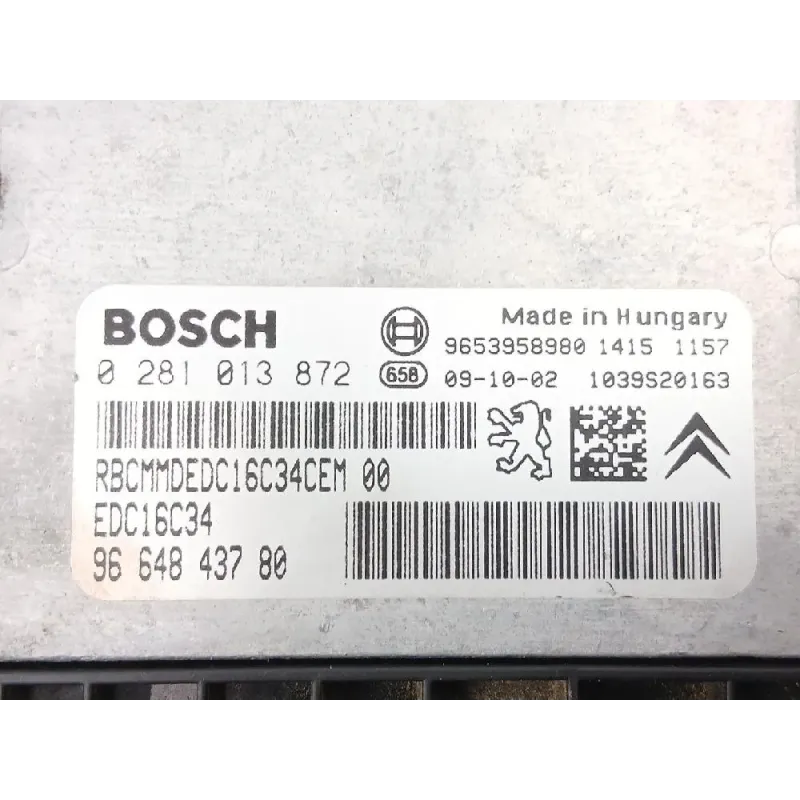 BOSCH
Made in Hungary
9653958980 1415 1157
0 281 013 872
658 09-10-02 1039S20163
RBCMMDEDC16C34CEM 00
EDC16C34
96 648 437 80